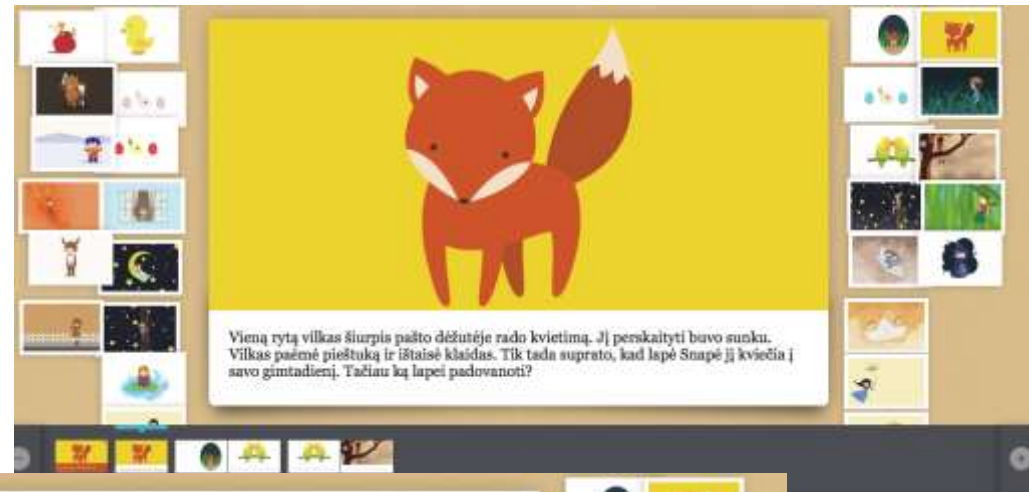 Vieną rytą vilkas šiurpis pašto dėžutėje rado kvietimą. Jį perskaityti buvo sunku.
Vilkas paėmė pieštuką ir ištaisė klaidas. Tik tada suprato, kad lapė Snapė jį kviečia į
savo gimtadienį. Tačiau ką lapei padovanoti?